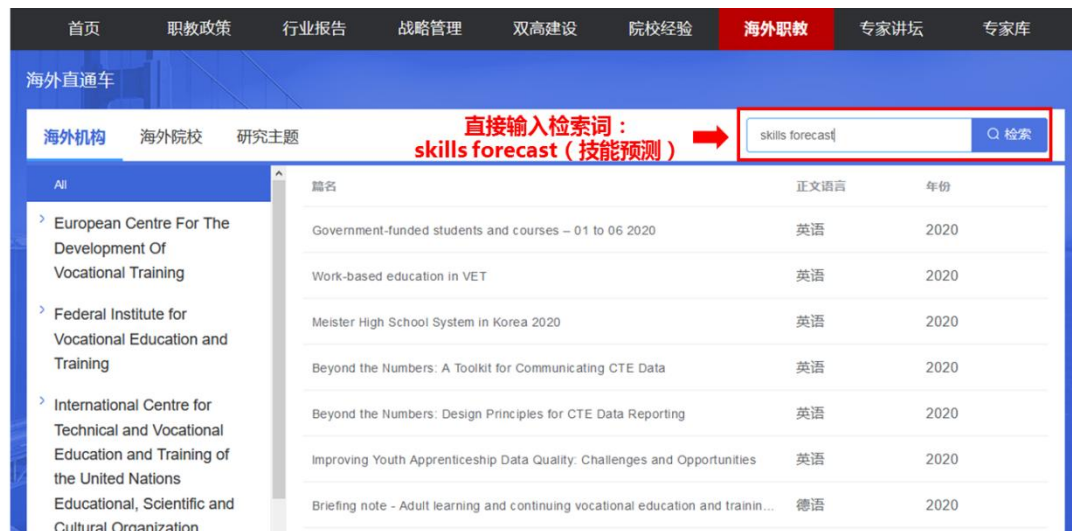 首页 职教政策 行业报告 战略管理 双高建设 院校经验 海外职教 专家讲坛 专家库
海外直通车
海外机构 海外院校 研究主题
直接输入检索词：
skills forecast（技能预测）
skills forecast
检索
All
European Centre For The
Development Of
Vocational Training
Federal Institute for
Vocational Education and
Training
International Centre for
Technical and Vocational
Education and Training of
the United Nations
Educational, Scientific and
Cultural Organization
篇名 正文语言 年份
Government-funded students and courses – 01 to 06 2020 英语 2020
Work-based education in VET 英语 2020
Meister High School System in Korea 2020 英语 2020
Beyond the Numbers: A Toolkit for Communicating CTE Data 英语 2020
Beyond the Numbers: Design Principles for CTE Data Reporting 英语 2020
Improving Youth Apprenticeship Data Quality: Challenges and Opportunities 英语 2020
Briefing note - Adult learning and continuing vocational education and trainin... 德语 2020